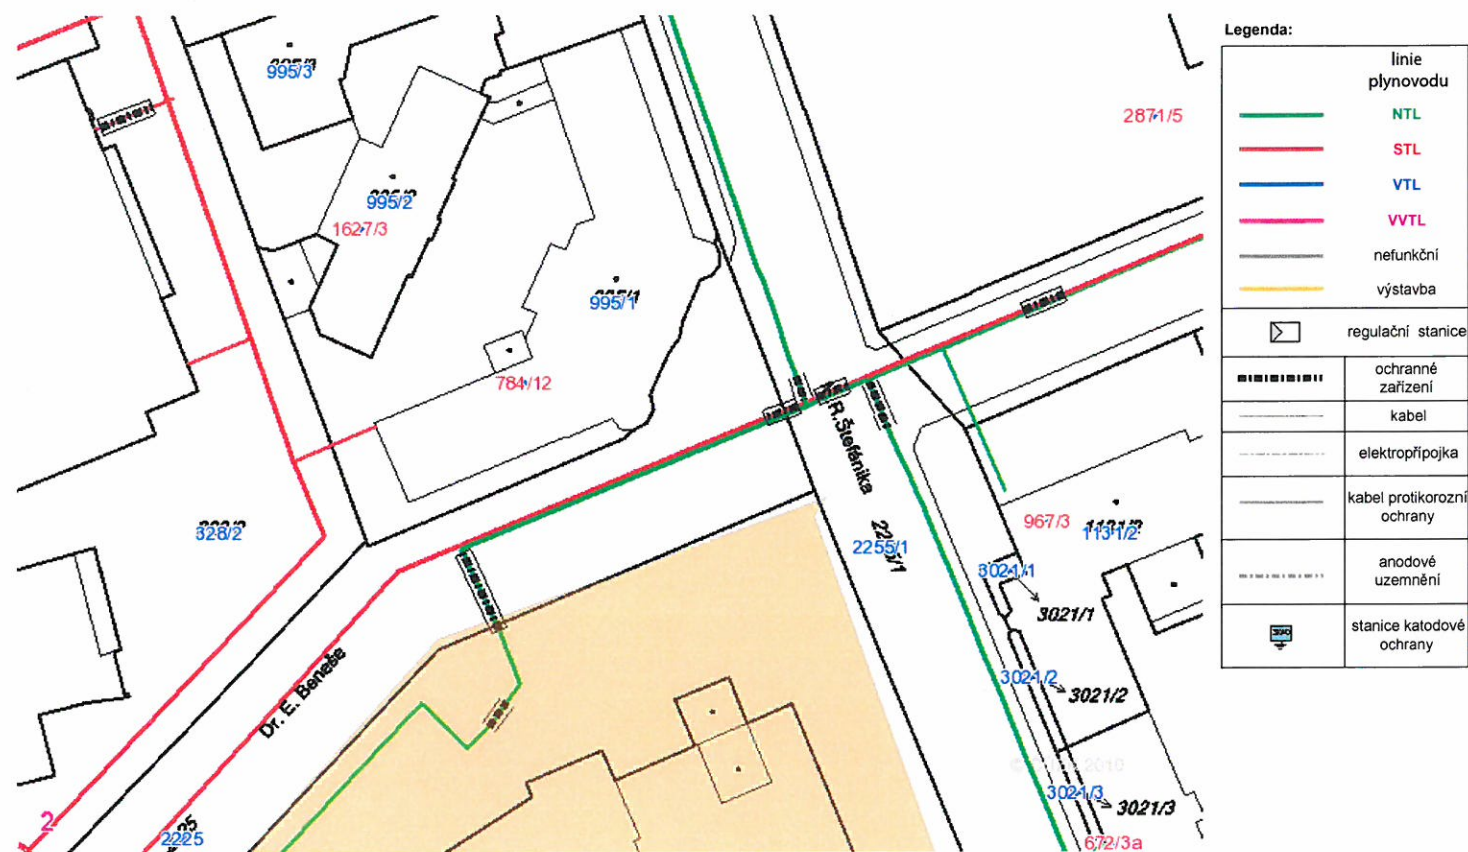 995/3
995/2
1627/3
995/1
784/12
2871/5
328/2
R.Štefánika
2255/1
967/3
1131/2
3021/1
3021/1
3021/2
3021/2
3021/3
3021/3
672/3a
Dr. E. Beneše
2225
2
Legenda:
linie
plynovodu
NTL
STL
VTL
VVTL
nefunkční
výstavba
regulační stanice
ochranné
zařízení
kabel
elektropřípojka
kabel protikorozní
ochrany
anodové
uzemnění
stanice katodové
ochrany